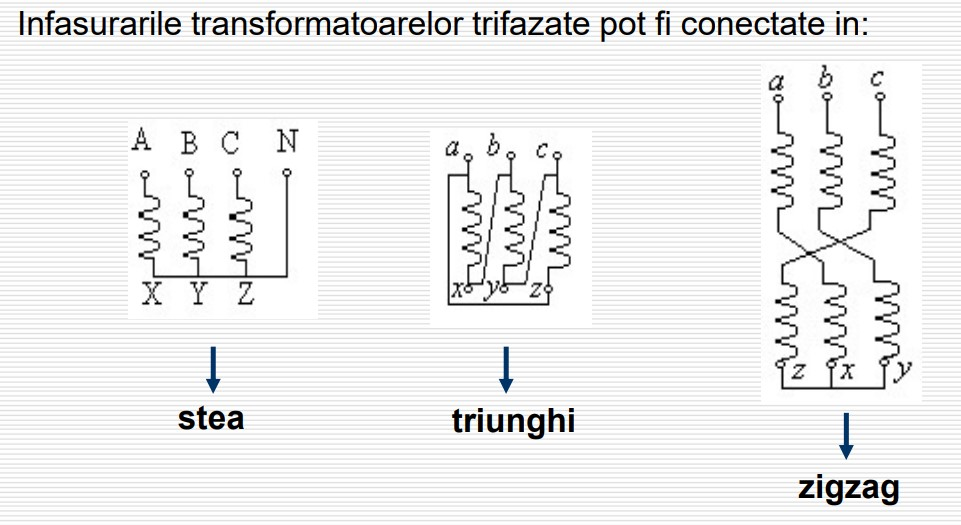 Infasurarile transformatoarelor trifazate pot fi conectate in:
A B C N
X Y Z
stea
a b c
x y z
triunghi
a b c
z x y
zigzag